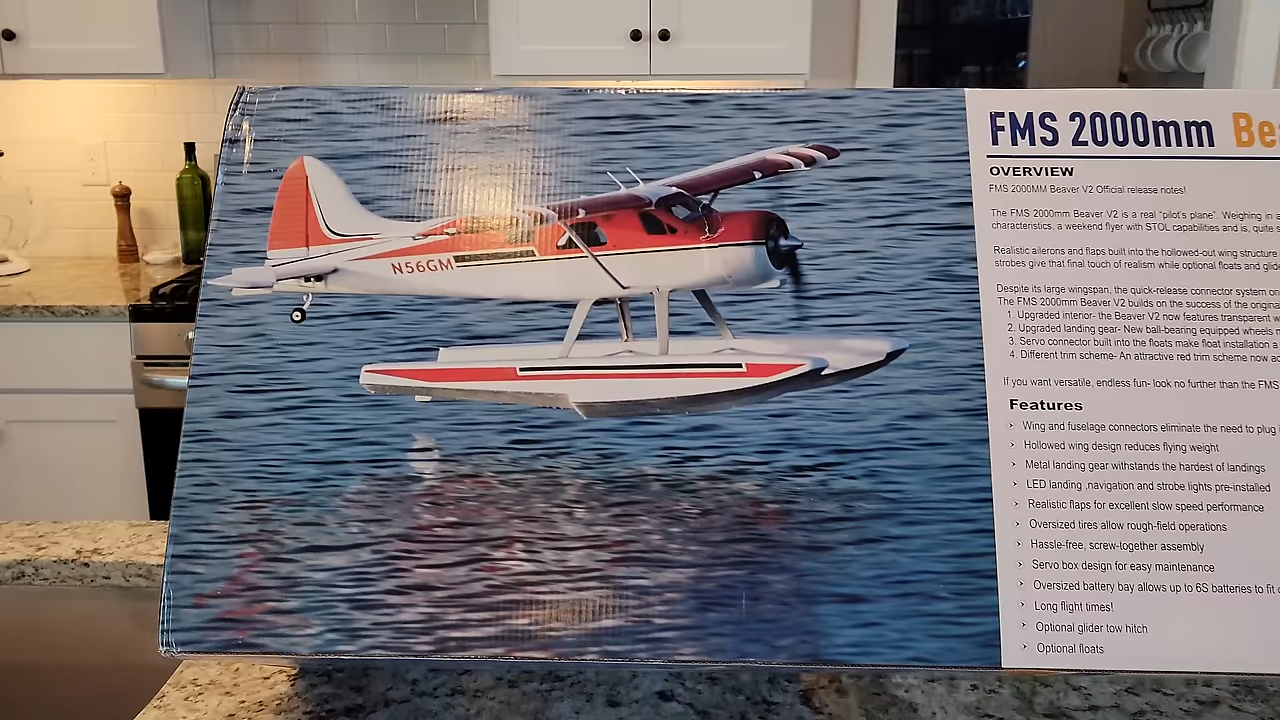 N56GM
FMS 2000mm Be
OVERVIEW
FMS 2000MM Beaver V2 Official release notes!
The FMS 2000mm Beaver V2 is a real "pilot's plane". Weighing in
characteristics, a weekend flyer with STOL capabilities and is, quite
Realistic ailerons and flaps built into the hollowed-out wing structure
strobes give that final touch of realism while optional floats and
Despite its large wingspan, the quick-release connector system
The FMS 2000mm Beaver V2 builds on the success of the
1. Upgraded interior- the Beaver V2 now features transparent
2. Upgraded landing gear- New ball-bearing equipped wheels
3. Servo connector built into the floats make float installation a
4. Different trim scheme- An attractive red trim scheme now
If you want versatile, endless fun- look no further than the FMS
Features
Wing and fuselage connectors eliminate the need to plug
Hollowed wing design reduces flying weight
Metal landing gear withstands the hardest of landings
LED landing ,navigation and strobe lights pre-installed
Realistic flaps for excellent slow speed performance
Oversized tires allow rough-field operations
Hassle-free, screw-together assembly
Servo box design for easy maintenance
Oversized battery bay allows up to 6S batteries to fit
Long flight times!
Optional glider tow hitch
Optional floats